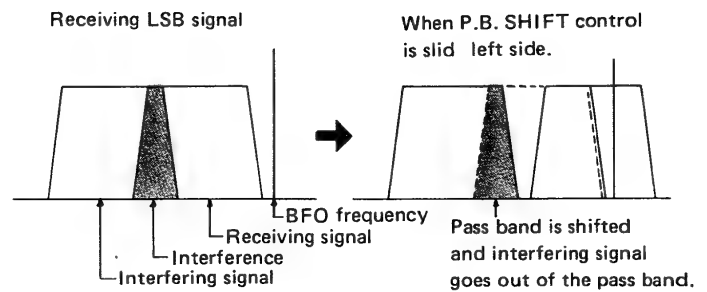 Receiving LSB signal
When P.B. SHIFT control
is slid left side.
BFO frequency
Receiving signal
Interference
Interfering signal
Pass band is shifted
and interfering signal
goes out of the pass band.